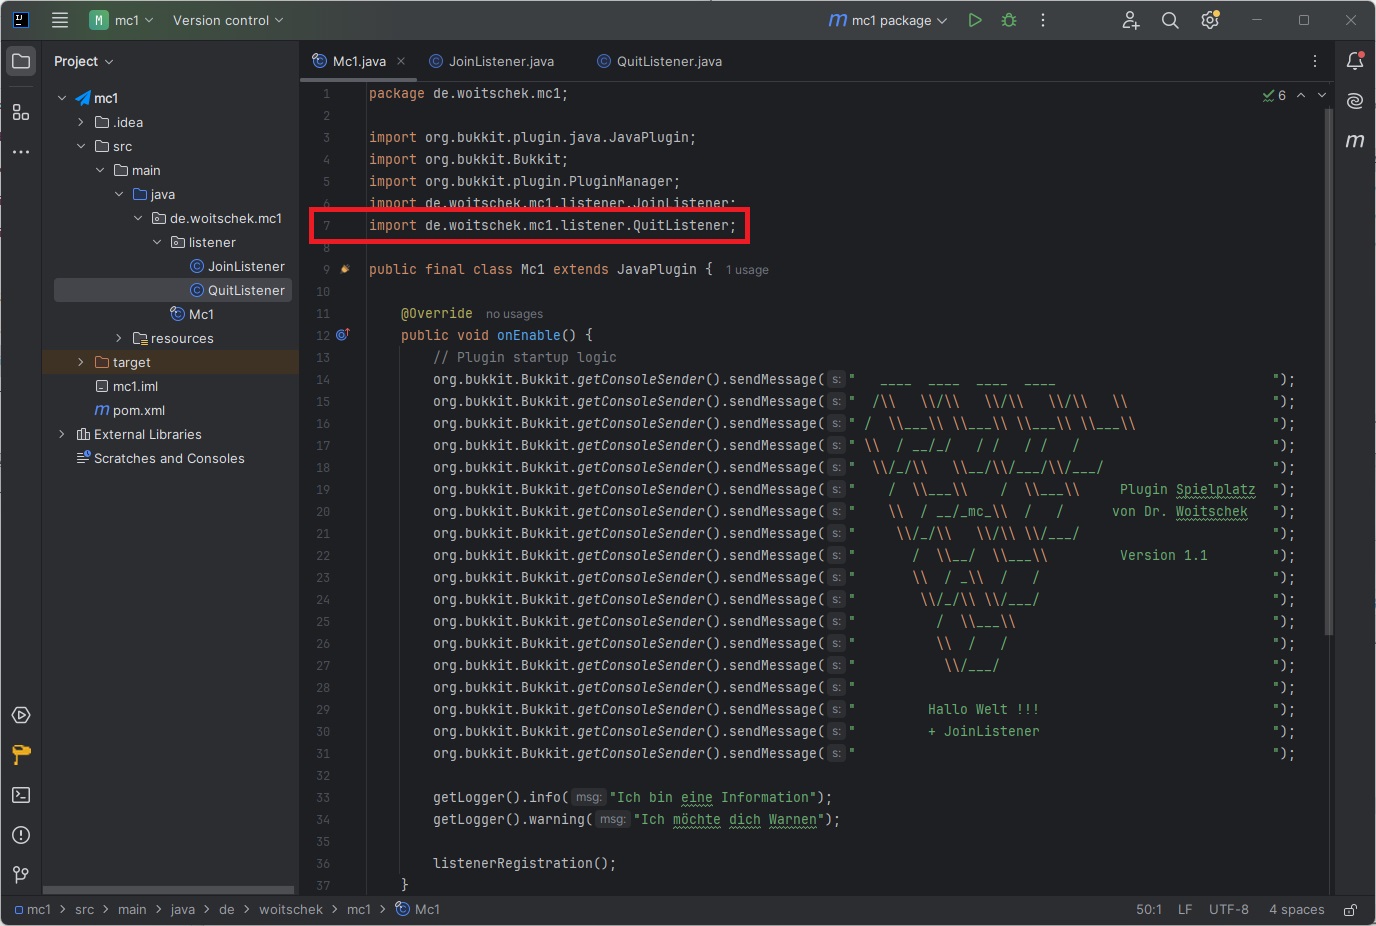 M mc1 Version control mc1 package
Project
Mc1.java JoinListener.java QuitListener.java
mc1
.idea
src
main
java
de.woitschek.mc1
listener
JoinListener
QuitListener
Mc1
resources
target
mc1.iml
pom.xml
External Libraries
Scratches and Consoles
6
1 package de.woitschek.mc1;
2
3 import org.bukkit.plugin.java.JavaPlugin;
4 import org.bukkit.Bukkit;
5 import org.bukkit.plugin.PluginManager;
6 import de.woitschek.mc1.listener.JoinListener;
7 import de.woitschek.mc1.listener.QuitListener;
8
9 public final class Mc1 extends JavaPlugin { 1 usage
10
11 @Override no usages
12 public void onEnable() {
13 // Plugin startup logic
14 org.bukkit.Bukkit.getConsoleSender().sendMessage( s: "   ____  ____  ____  ____                           ");
15 org.bukkit.Bukkit.getConsoleSender().sendMessage( s: "  /\\   \\/\\   \\/\\   \\/\\   \\                  ");
16 org.bukkit.Bukkit.getConsoleSender().sendMessage( s: " /  \\___\\ \\___\\ \\___\\ \\___\\                 ");
17 org.bukkit.Bukkit.getConsoleSender().sendMessage( s: " \\  / __/_/   / /   / /   /                        ");
18 org.bukkit.Bukkit.getConsoleSender().sendMessage( s: "  \\/_/\\   \\__/\\/___/\\/___/                     ");
19 org.bukkit.Bukkit.getConsoleSender().sendMessage( s: "    /  \\___\\    /  \\___\\     Plugin Spielplatz  ");
20 org.bukkit.Bukkit.getConsoleSender().sendMessage( s: "    \\  / __/_mc_\\  /   /      von Dr. Woitschek   ");
21 org.bukkit.Bukkit.getConsoleSender().sendMessage( s: "     \\/_/\\   \\/\\ \\/___/                        ");
22 org.bukkit.Bukkit.getConsoleSender().sendMessage( s: "       /  \\__/  \\___\\         Version 1.1        ");
23 org.bukkit.Bukkit.getConsoleSender().sendMessage( s: "       \\  / _\\  /   /                             ");
24 org.bukkit.Bukkit.getConsoleSender().sendMessage( s: "        \\/_/\\ \\/___/                             ");
25 org.bukkit.Bukkit.getConsoleSender().sendMessage( s: "          /  \\___\\                                ");
26 org.bukkit.Bukkit.getConsoleSender().sendMessage( s: "          \\  /   /                                 ");
27 org.bukkit.Bukkit.getConsoleSender().sendMessage( s: "           \\/___/                                  ");
28 org.bukkit.Bukkit.getConsoleSender().sendMessage( s: "                                                    ");
29 org.bukkit.Bukkit.getConsoleSender().sendMessage( s: "         Hallo Welt !!!                             ");
30 org.bukkit.Bukkit.getConsoleSender().sendMessage( s: "         + JoinListener                             ");
31 org.bukkit.Bukkit.getConsoleSender().sendMessage( s: "                                                    ");
32
33 getLogger().info( msg: "Ich bin eine Information");
34 getLogger().warning( msg: "Ich möchte dich Warnen");
35
36 listenerRegistration();
37 }
mc1 > src > main > java > de > woitschek > mc1 > Mc1 50:1 LF UTF-8 4 spaces